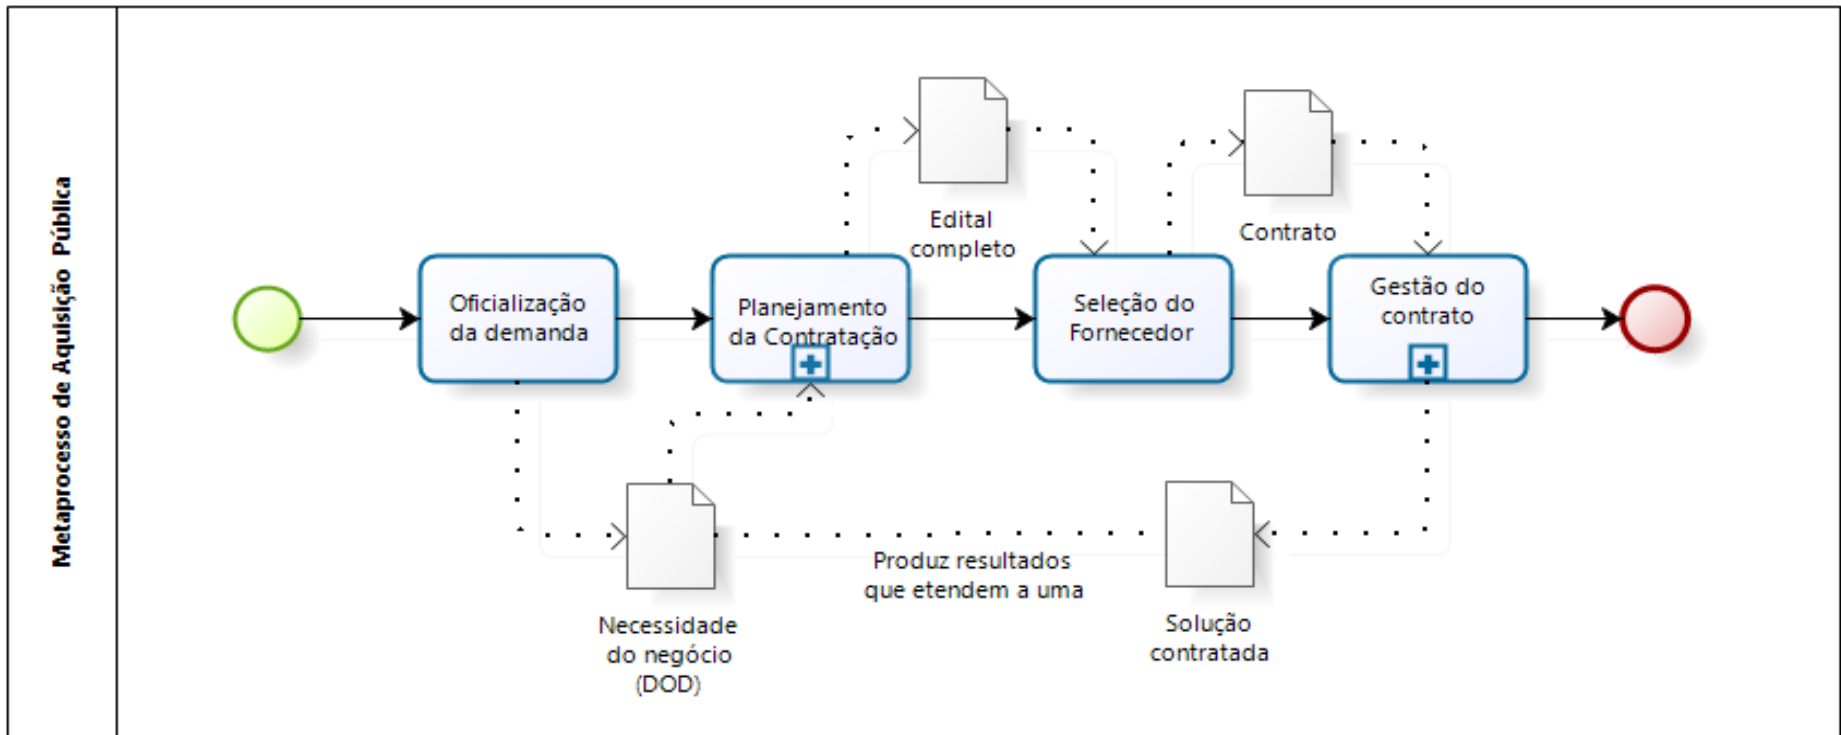 Metaprocesso de Aquisição Pública
Edital
completo
Contrato
Oficialização
da demanda
Planejamento
da Contratação
Seleção do
Fornecedor
Gestão do
contrato
Produz resultados
que etendem a uma
Necessidade
do negócio
(DOD)
Solução
contratada